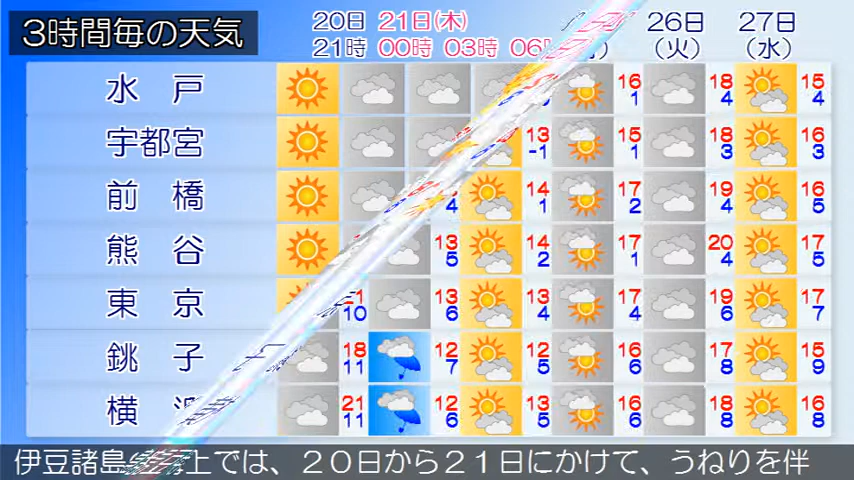 3時間毎の天気
20日 21日(木) 26日 27日
21時 00時 03時 (火) (水)
水 戸 16 1 18 4 15 4
宇都宮 13 -1 15 1 18 3 16 3
前 橋 4 14 1 17 2 19 4 16 5
熊 谷 13 5 14 2 17 1 20 4 17 5
東 京 21 10 13 6 13 4 17 4 19 6 17 7
銚 子 18 11 12 7 12 5 16 6 17 8 15 9
横 21 11 12 6 13 5 16 6 18 8 16 8
伊豆諸島 上では、２０日から２１日にかけて、うねりを伴